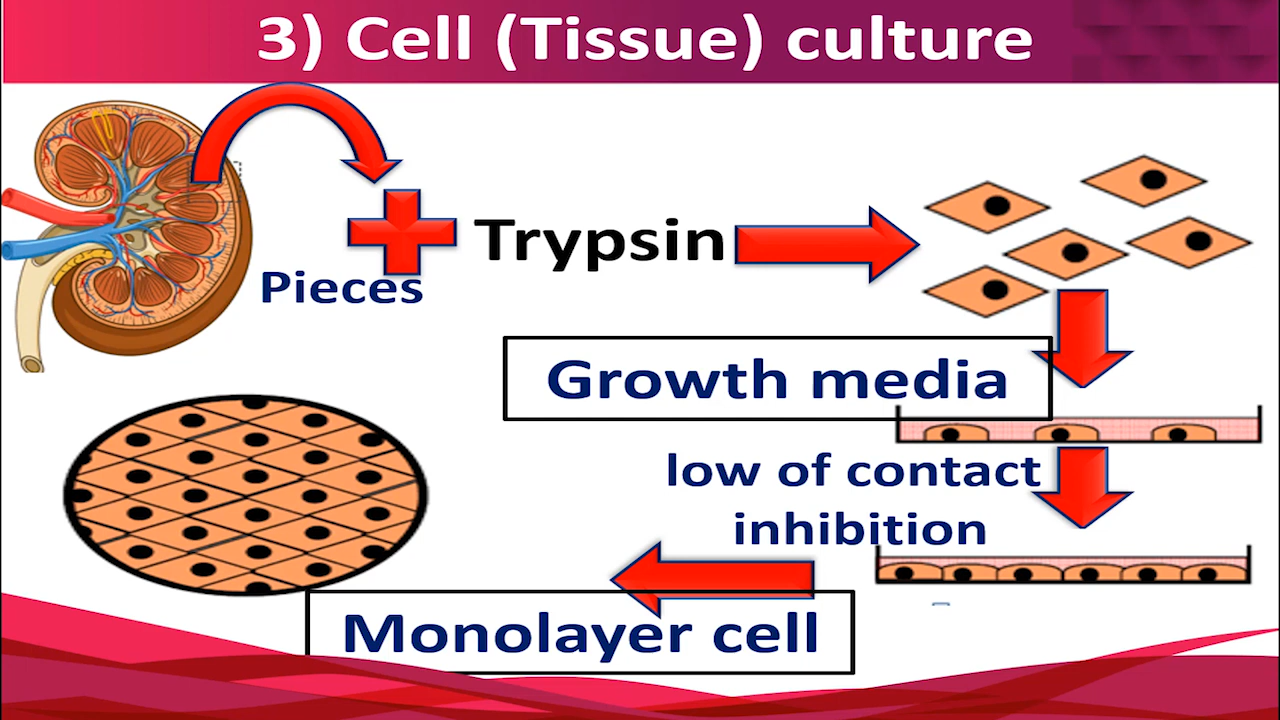 3) Cell (Tissue) culture
Trypsin
Pieces
Growth media
low of contact
inhibition
Monolayer cell